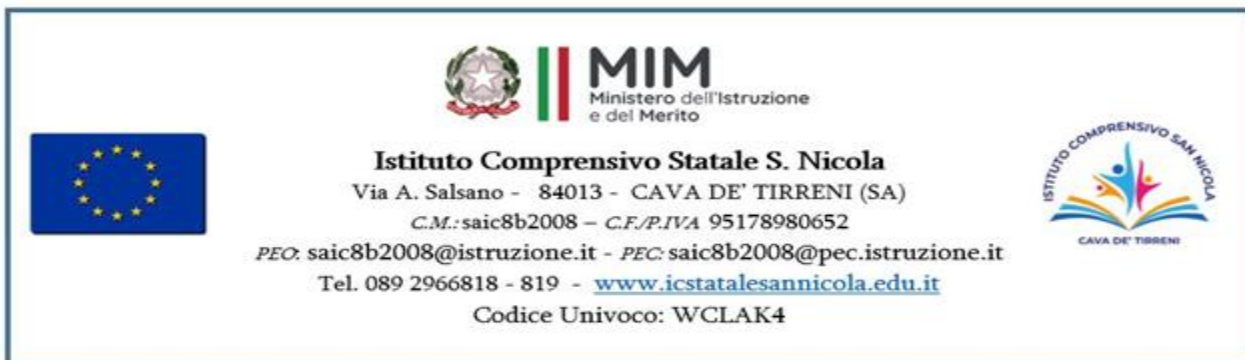 MIM
Ministero dell'Istruzione
e del Merito
Istituto Comprensivo Statale S. Nicola
Via A. Salsano - 84013 - CAVA DE' TIRRENI (SA)
C.M.: saic8b2008 – C.F./P.IVA 95178980652
PEO: saic8b2008@istruzione.it - PEC: saic8b2008@pec.istruzione.it
Tel. 089 2966818 - 819 - www.icstatalesannicola.edu.it
Codice Univoco: WCLAK4
ISTITUTO COMPRENSIVO SAN NICOLA
CAVA DE' TIRRENI